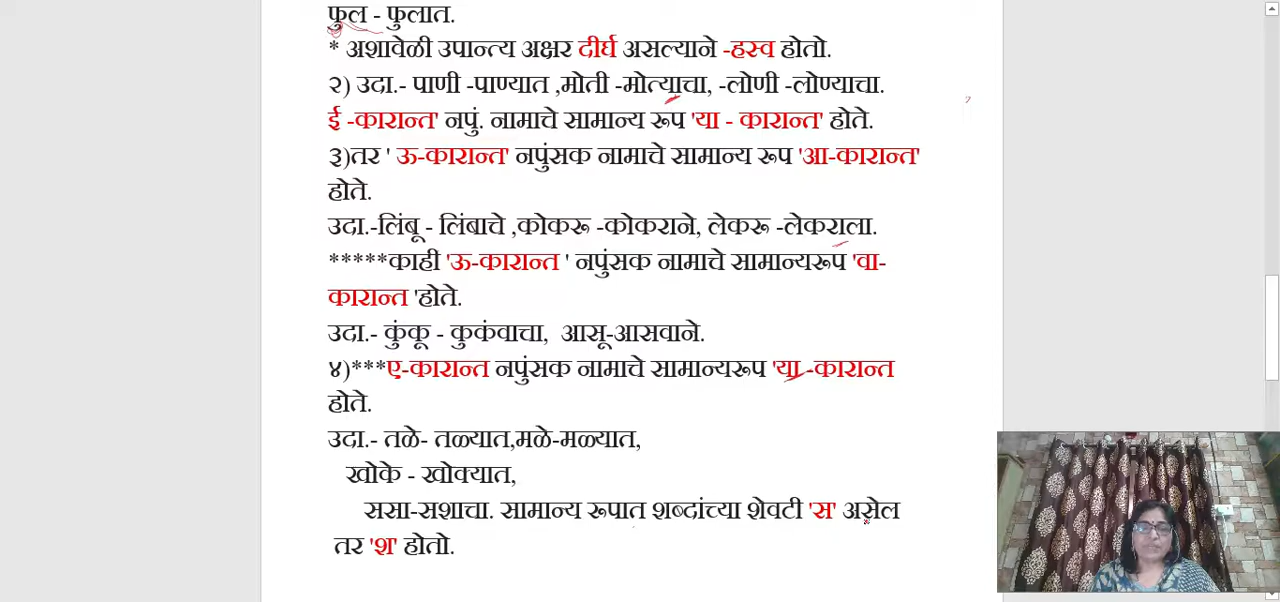 फुल - फुलात.
* अशावेळी उपान्त्य अक्षर दीर्घ असल्याने -हस्व होतो.
२) उदा.- पाणी -पाण्यात ,मोती -मोत्याचा, -लोणी -लोण्याचा.
ई -कारान्त' नपुं. नामाचे सामान्य रूप 'या - कारान्त' होते.
३)तर ' ऊ-कारान्त' नपुंसक नामाचे सामान्य रूप 'आ-कारान्त'
होते.
उदा.-लिंबू - लिंबाचे ,कोकरू -कोकराने, लेकरू -लेकराला.
*****काही 'ऊ-कारान्त ' नपुंसक नामाचे सामान्यरूप 'वा-
कारान्त 'होते.
उदा.- कुंकू - कुकंवाचा, आसू-आसवाने.
४)***ए-कारान्त नपुंसक नामाचे सामान्यरूप 'या -कारान्त
होते.
उदा.- तळे- तळ्यात,मळे-मळ्यात,
खोके - खोक्यात,
ससा-सशाचा. सामान्य रूपात शब्दांच्या शेवटी 'स' असेल
तर 'श' होतो.